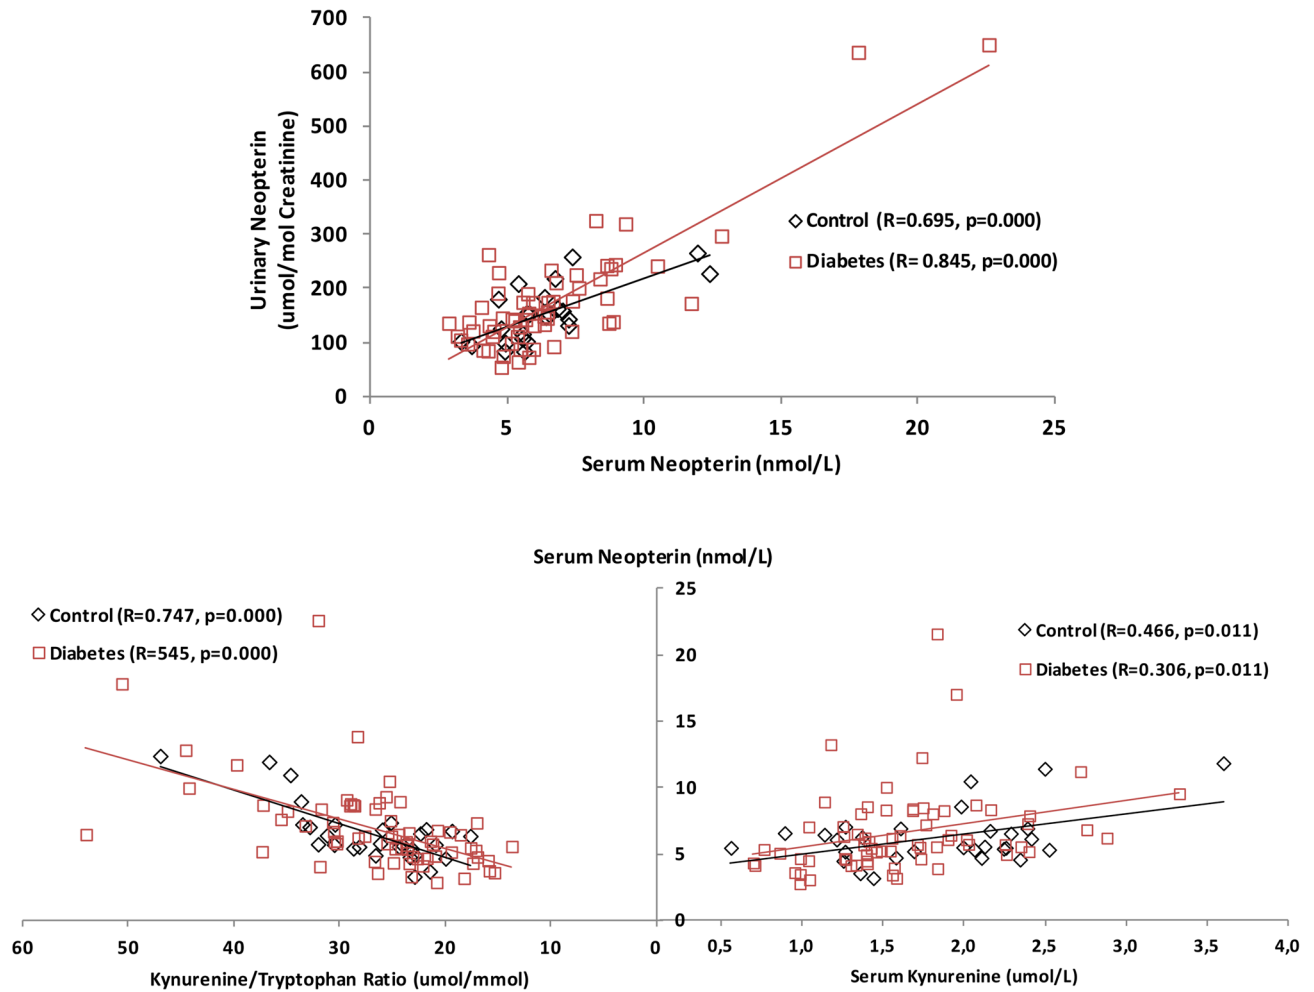 700
600
500
400
300
200
100
0
Urinary Neopterin
(umol/mol Creatinine)
Control (R=0.695, p=0.000)
Diabetes (R= 0.845, p=0.000)
0 5 10 15 20 25
Serum Neopterin (nmol/L)
Serum Neopterin (nmol/L)
25
20
15
10
5
0
Control (R=0.747, p=0.000)
Diabetes (R=545, p=0.000)
Control (R=0.466, p=0.011)
Diabetes (R=0.306, p=0.011)
60 50 40 30 20 10 0 0,5 1,0 1,5 2,0 2,5 3,0 3,5 4,0
Kynurenine/Tryptophan Ratio (umol/mmol)
Serum Kynurenine (umol/L)